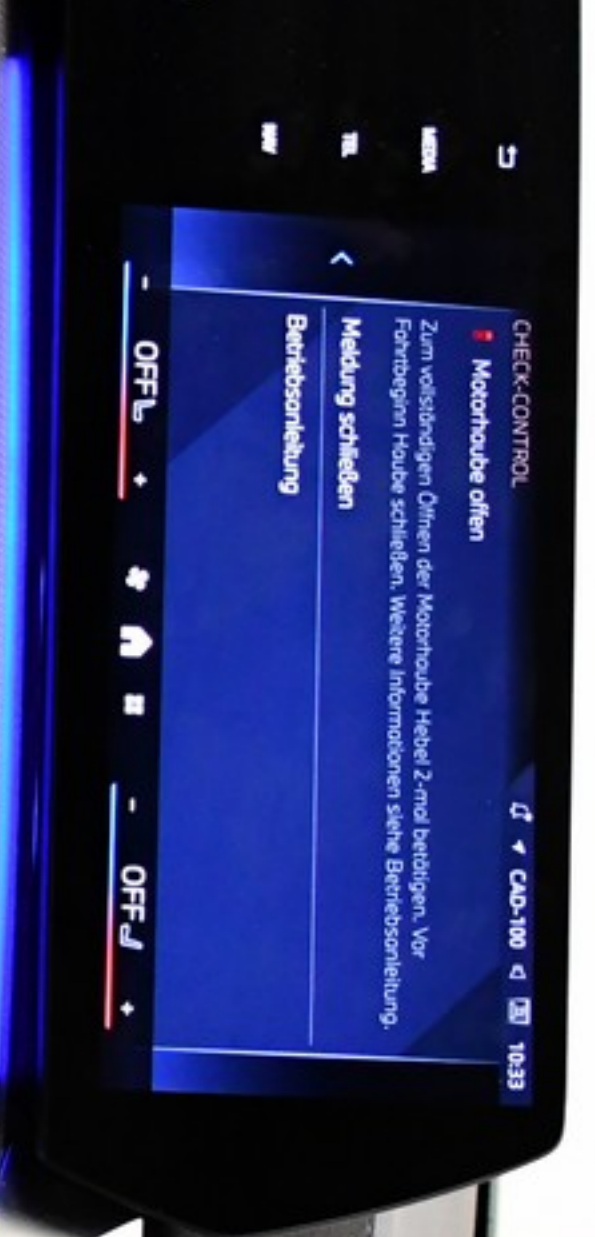 MEDIA
TEL
NAV
CHECK-CONTROL
CAD-100 10:33
Motorhaube offen
Zum vollständigen Öffnen der Motorhaube Hebel 2-mal betätigen. Vor
Fahrtbeginn Haube schließen. Weitere Informationen siehe Betriebsanleitung.
Meldung schließen
Betriebsanleitung
- OFF + - OFF +